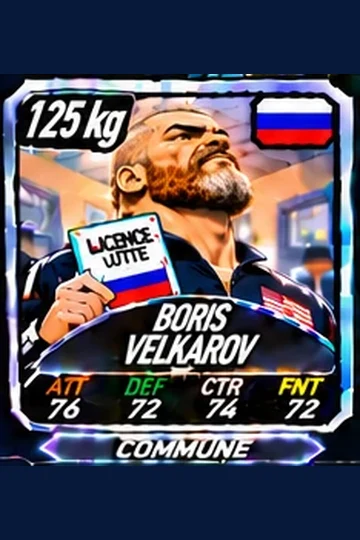 125 kg
LICENCE
LUTTE
BORIS
VELKAROV
ATT DEF CTR FNT
76 72 74 72
COMMUNE